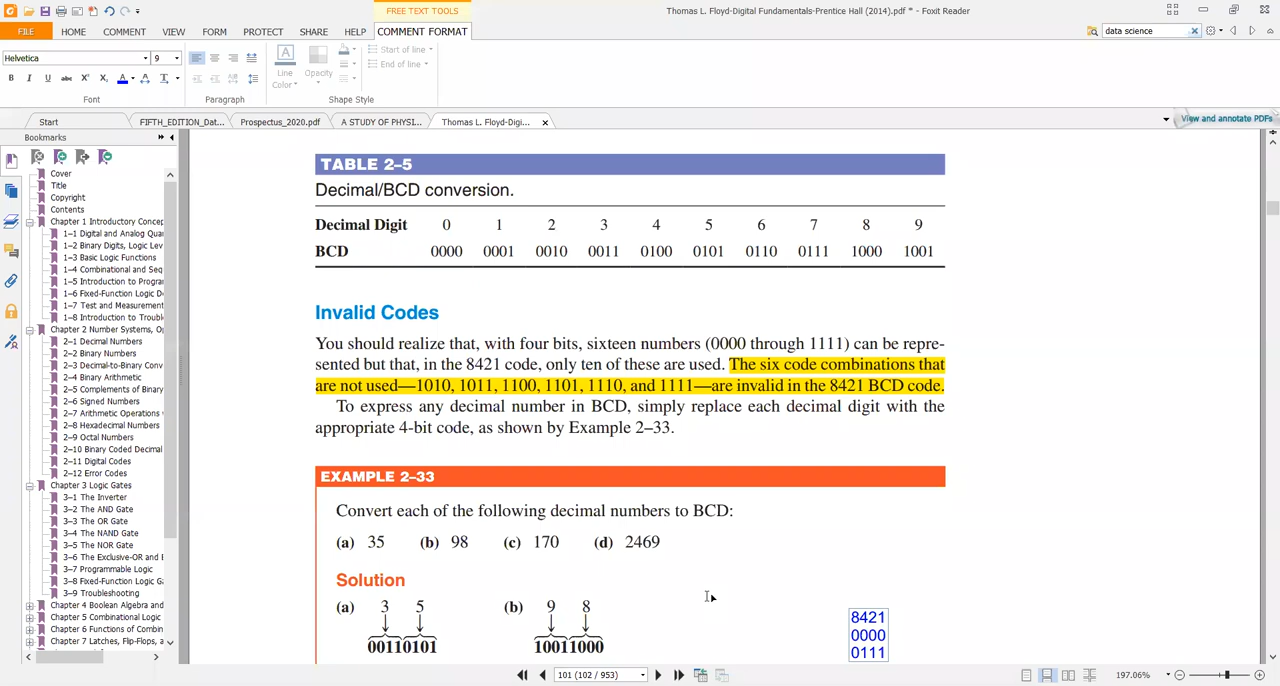 FREE TEXT TOOLS
Thomas L. Floyd-Digital Fundamentals-Prentice Hall (2014).pdf * - Foxit Reader
FILE HOME COMMENT VIEW FORM PROTECT SHARE HELP COMMENT FORMAT
data science
Helvetica 9
Line Color
Opacity
Start of line
End of line
Font Paragraph Shape Style
Start FIFTH_EDITION_Dat... Prospectus_2020.pdf A STUDY OF PHYSI... Thomas L. Floyd-Digi...
View and annotate PDFs
Bookmarks
Cover
Title
Copyright
Contents
Chapter 1 Introductory Concep
1-1 Digital and Analog Quan
1-2 Binary Digits, Logic Lev
1-3 Basic Logic Functions
1-4 Combinational and Seq
1-5 Introduction to Program
1-6 Fixed-Function Logic D
1-7 Test and Measurement
1-8 Introduction to Troubl
Chapter 2 Number Systems, Op
2-1 Decimal Numbers
2-2 Binary Numbers
2-3 Decimal-to-Binary Conv
2-4 Binary Arithmetic
2-5 Complements of Binary
2-6 Signed Numbers
2-7 Arithmetic Operations
2-8 Hexadecimal Numbers
2-9 Octal Numbers
2-10 Binary Coded Decimal
2-11 Digital Codes
2-12 Error Codes
Chapter 3 Logic Gates
3-1 The Inverter
3-2 The AND Gate
3-3 The OR Gate
3-4 The NAND Gate
3-5 The NOR Gate
3-6 The Exclusive-OR and E
3-7 Programmable Logic
3-8 Fixed-Function Logic G
3-9 Troubleshooting
Chapter 4 Boolean Algebra and
Chapter 5 Combinational Logic
Chapter 6 Functions of Combin
Chapter 7 Latches, Flip-Flops, a
TABLE 2–5
Decimal/BCD conversion.
Decimal Digit 0 1 2 3 4 5 6 7 8 9
BCD 0000 0001 0010 0011 0100 0101 0110 0111 1000 1001
Invalid Codes
You should realize that, with four bits, sixteen numbers (0000 through 1111) can be repre-
sented but that, in the 8421 code, only ten of these are used. The six code combinations that
are not used—1010, 1011, 1100, 1101, 1110, and 1111—are invalid in the 8421 BCD code.
To express any decimal number in BCD, simply replace each decimal digit with the
appropriate 4-bit code, as shown by Example 2–33.
EXAMPLE 2–33
Convert each of the following decimal numbers to BCD:
(a) 35 (b) 98 (c) 170 (d) 2469
Solution
(a) 3 5 (b) 9 8
00110101 10011000
8421
0000
0111
101 (102 / 953)
197.06%